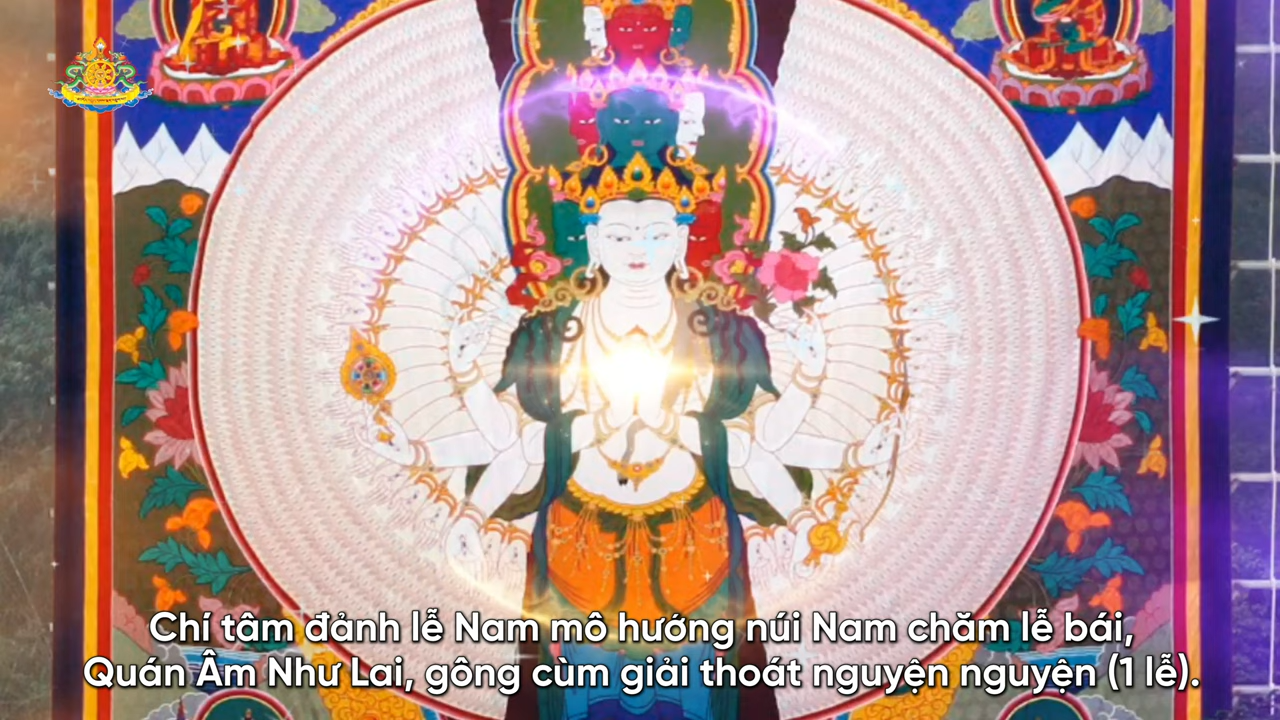 Chí tâm đảnh lễ Nam mô hướng núi Nam chăm lễ bái,
Quán Âm Như Lai, gông cùm giải thoát nguyện nguyện (1 lễ).